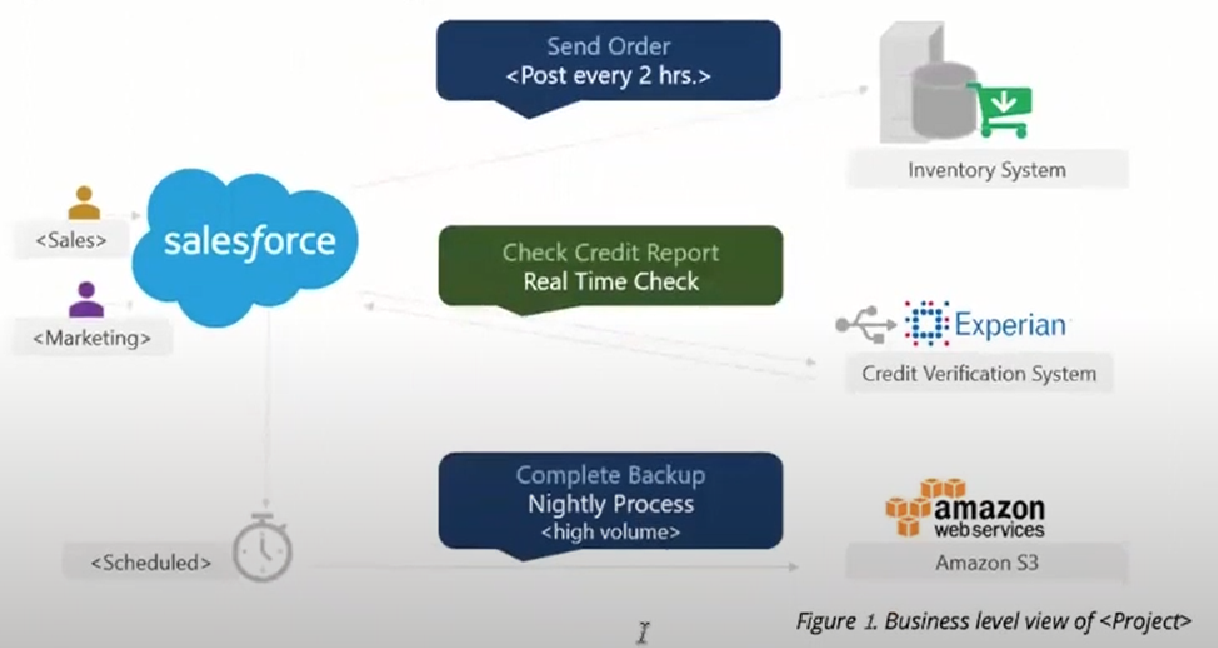 Send Order
<Post every 2 hrs.>
Inventory System
<Sales>
salesforce
Check Credit Report
Real Time Check
<Marketing>
Experian
Credit Verification System
Complete Backup
Nightly Process
<high volume>
amazon
webservices
<Scheduled>
Amazon S3
Figure 1. Business level view of <Project>